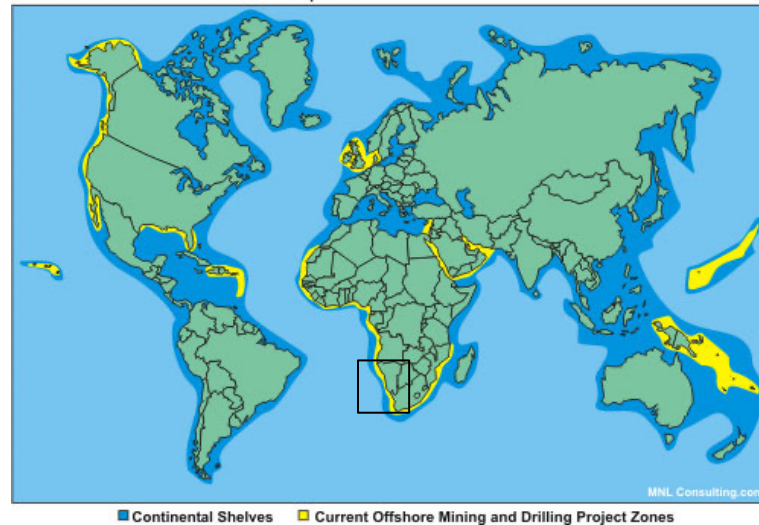 MNL Consulting.com
Continental Shelves
Current Offshore Mining and Drilling Project Zones